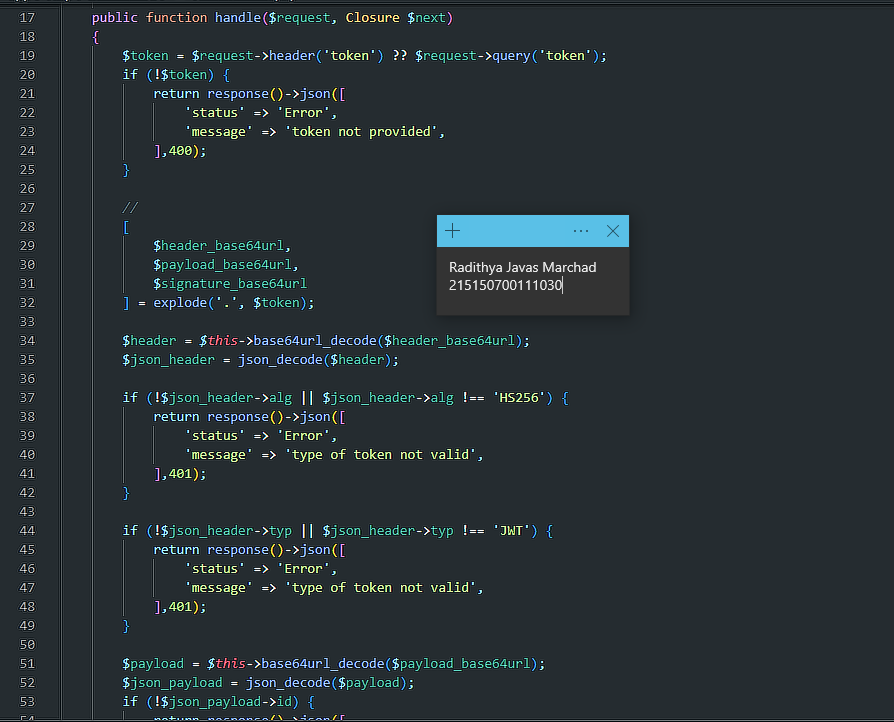 17 public function handle($request, Closure $next)
18 {
19 $token = $request->header('token') ?? $request->query('token');
20 if (!$token) {
21 return response()->json([
22 'status' => 'Error',
23 'message' => 'token not provided',
24 ],400);
25 }
26
27 //
28 [
29 $header_base64url,
30 $payload_base64url,
31 $signature_base64url
32 ] = explode('.', $token);
33
34 $header = $this->base64url_decode($header_base64url);
35 $json_header = json_decode($header);
36
37 if (!$json_header->alg || $json_header->alg !== 'HS256') {
38 return response()->json([
39 'status' => 'Error',
40 'message' => 'type of token not valid',
41 ],401);
42 }
43
44 if (!$json_header->typ || $json_header->typ !== 'JWT') {
45 return response()->json([
46 'status' => 'Error',
47 'message' => 'type of token not valid',
48 ],401);
49 }
50
51 $payload = $this->base64url_decode($payload_base64url);
52 $json_payload = json_decode($payload);
53 if (!$json_payload->id) {
54 return response()->json([
Radithya Javas Marchad
215150700111030